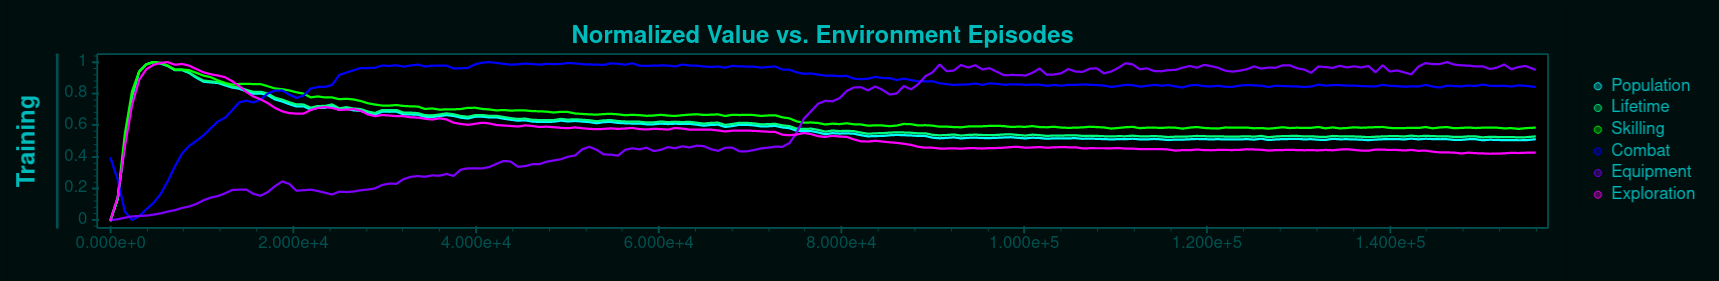 Normalized Value vs. Environment Episodes
Training
1
0.8
0.6
0.4
0.2
0
0.000e+0 2.000e+4 4.000e+4 6.000e+4 8.000e+4 1.000e+5 1.200e+5 1.400e+5
Population
Lifetime
Skilling
Combat
Equipment
Exploration